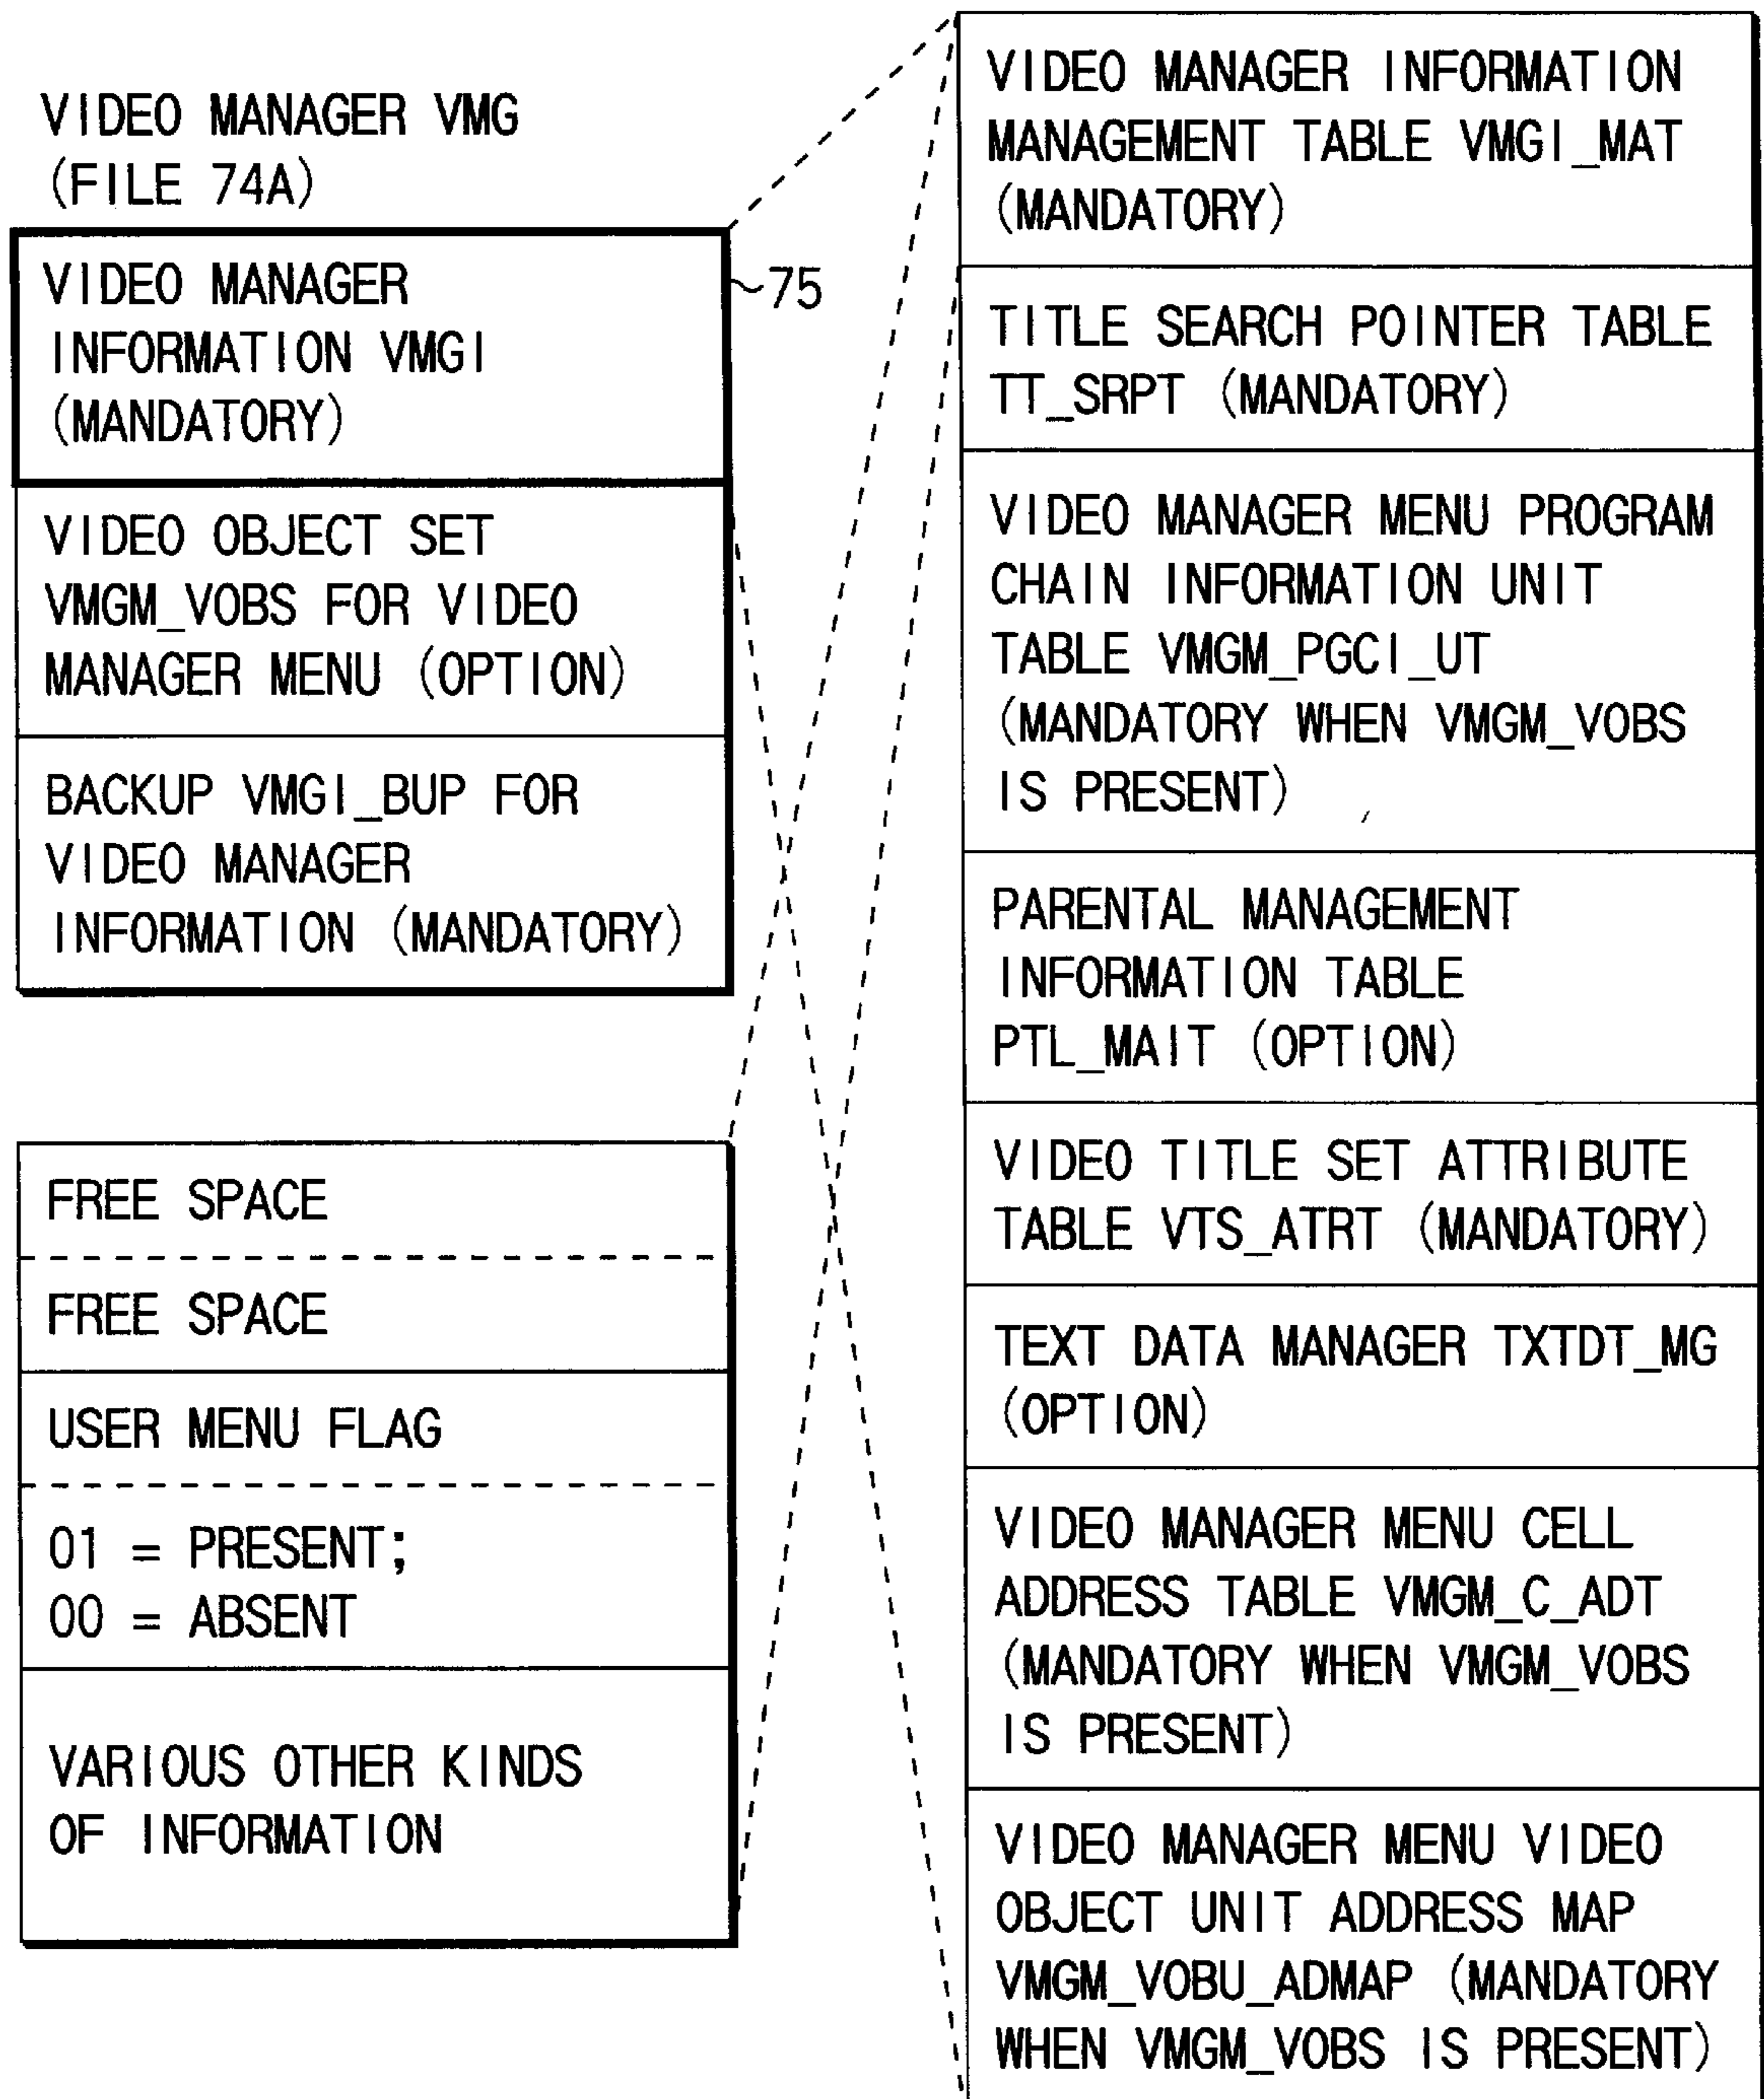 VIDEO MANAGER VMG
(FILE 74A)
VIDEO MANAGER
INFORMATION VMGI
(MANDATORY)
75
VIDEO OBJECT SET
VMGM_VOBS FOR VIDEO
MANAGER MENU (OPTION)
BACKUP VMGI_BUP FOR
VIDEO MANAGER
INFORMATION (MANDATORY)
FREE SPACE
FREE SPACE
USER MENU FLAG
01 = PRESENT;
00 = ABSENT
VARIOUS OTHER KINDS
OF INFORMATION
VIDEO MANAGER INFORMATION
MANAGEMENT TABLE VMGI_MAT
(MANDATORY)
TITLE SEARCH POINTER TABLE
TT_SRPT (MANDATORY)
VIDEO MANAGER MENU PROGRAM
CHAIN INFORMATION UNIT
TABLE VMGM_PGCI_UT
(MANDATORY WHEN VMGM_VOBS
IS PRESENT)
PARENTAL MANAGEMENT
INFORMATION TABLE
PTL_MAIT (OPTION)
VIDEO TITLE SET ATTRIBUTE
TABLE VTS_ATRT (MANDATORY)
TEXT DATA MANAGER TXTDT_MG
(OPTION)
VIDEO MANAGER MENU CELL
ADDRESS TABLE VMGM_C_ADT
(MANDATORY WHEN VMGM_VOBS
IS PRESENT)
VIDEO MANAGER MENU VIDEO
OBJECT UNIT ADDRESS MAP
VMGM_VOBU_ADMAP (MANDATORY
WHEN VMGM_VOBS IS PRESENT)